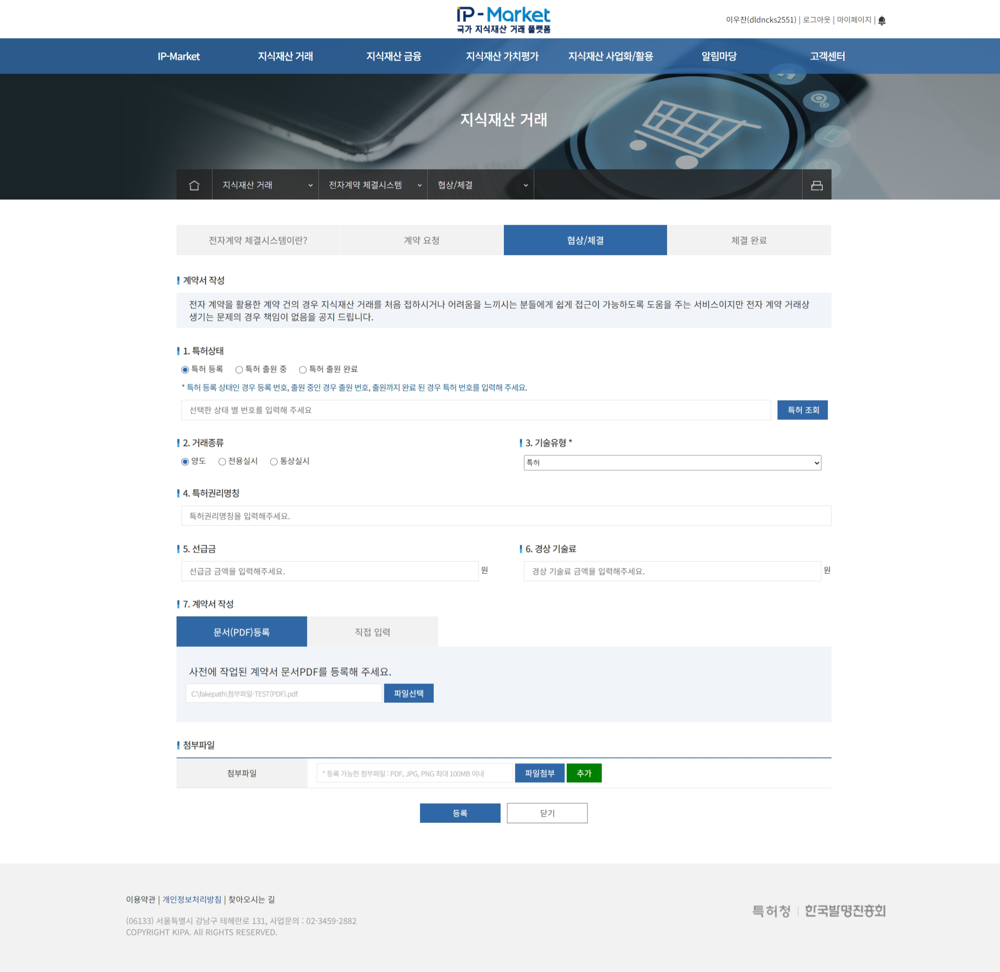 IP-Market
국가 지식재산 거래 플랫폼
이우찬(dldncks2551) | 로그아웃 | 마이페이지 |
IP-Market 지식재산 거래 지식재산 금융 지식재산 가치평가 지식재산 사업화/활용 알림마당 고객센터
지식재산 거래
지식재산 거래 전자계약 체결시스템 협상/체결
전자계약 체결시스템이란? 계약 요청 협상/체결 체결 완료
계약서 작성
전자 계약을 활용한 계약 건의 경우 지식재산 거래를 처음 접하시거나 어려움을 느끼시는 분들에게 쉽게 접근이 가능하도록 도움을 주는 서비스이지만 전자 계약 거래상
생기는 문제의 경우 책임이 없음을 공지 드립니다.
1. 특허상태
특허 등록 특허 출원 중 특허 출원 완료
* 특허 등록 상태인 경우 등록 번호, 출원 중인 경우 출원 번호, 출원까지 완료 된 경우 특허 번호를 입력해 주세요.
선택한 상태 별 번호를 입력해 주세요 특허 조회
2. 거래종류 3. 기술유형 *
양도 전용실시 통상실시 특허
4. 특허권리명칭
특허권리명칭을 입력해주세요.
5. 선급금 6. 경상 기술료
선급금 금액을 입력해주세요. 원 경상 기술료 금액을 입력해주세요. 원
7. 계약서 작성
문서(PDF)등록 직접 입력
사전에 작업된 계약서 문서PDF를 등록해 주세요.
C:\fakepath\첨부파일-TEST(PDF).pdf 파일선택
첨부파일
첨부파일 * 등록 가능한 첨부파일 : PDF, JPG, PNG 최대 100MB 이내 파일첨부 추가
등록 닫기
이용약관 | 개인정보처리방침 | 찾아오시는 길
특허청 | 한국발명진흥회
(06133) 서울특별시 강남구 테헤란로 131, 사업문의 : 02-3459-2882
COPYRIGHT KIPA. All RIGHTS RESERVED.